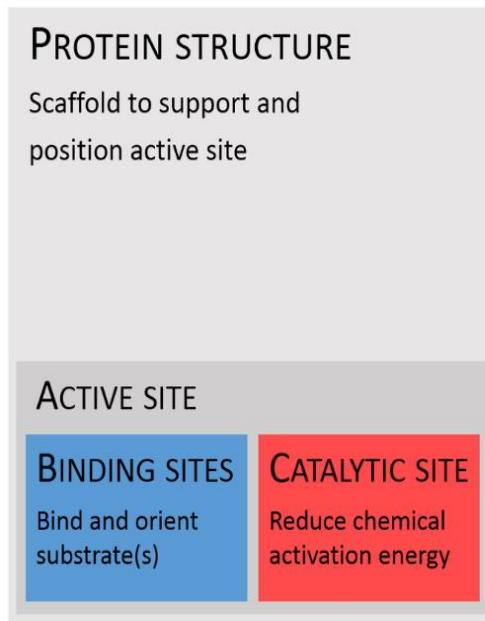 PROTEIN STRUCTURE
Scaffold to support and
position active site
ACTIVE SITE
BINDING SITES
Bind and orient
substrate(s)
CATALYTIC SITE
Reduce chemical
activation energy